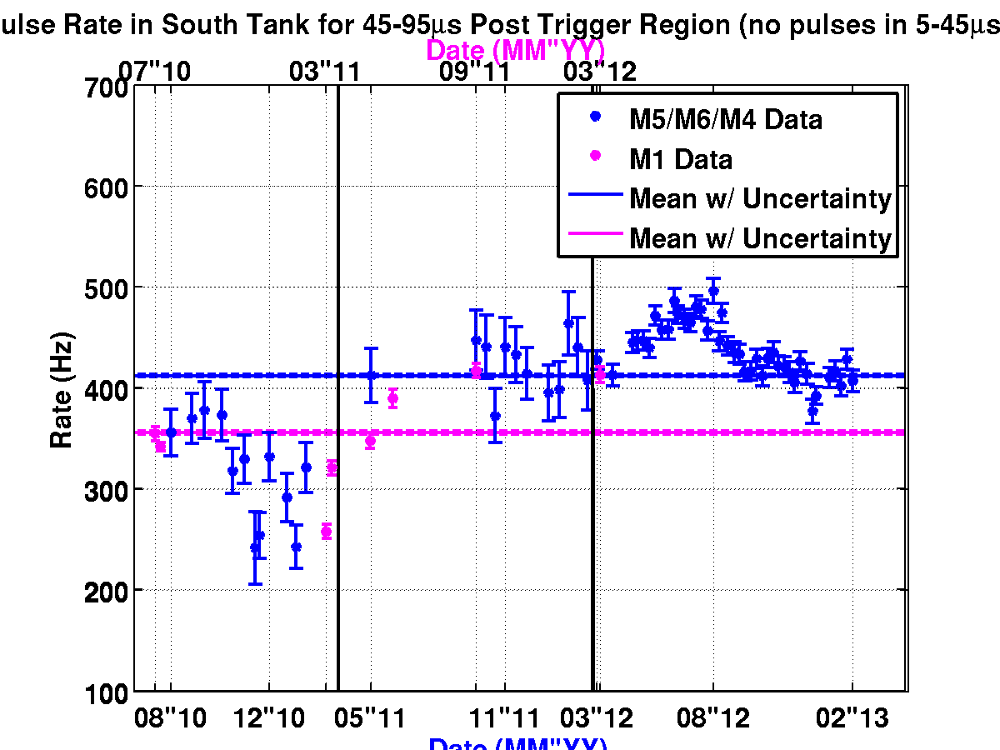 ulse Rate in South Tank for 45-95µs Post Trigger Region (no pulses in 5-45µs
Date (MM"YY)
07"10 03"11 09"11 03"12
700
600
500
400
300
200
100
Rate (Hz)
M5/M6/M4 Data
M1 Data
Mean w/ Uncertainty
Mean w/ Uncertainty
08"10 12"10 05"11 11"11 03"12 08"12 02"13
Date (MM"YY)